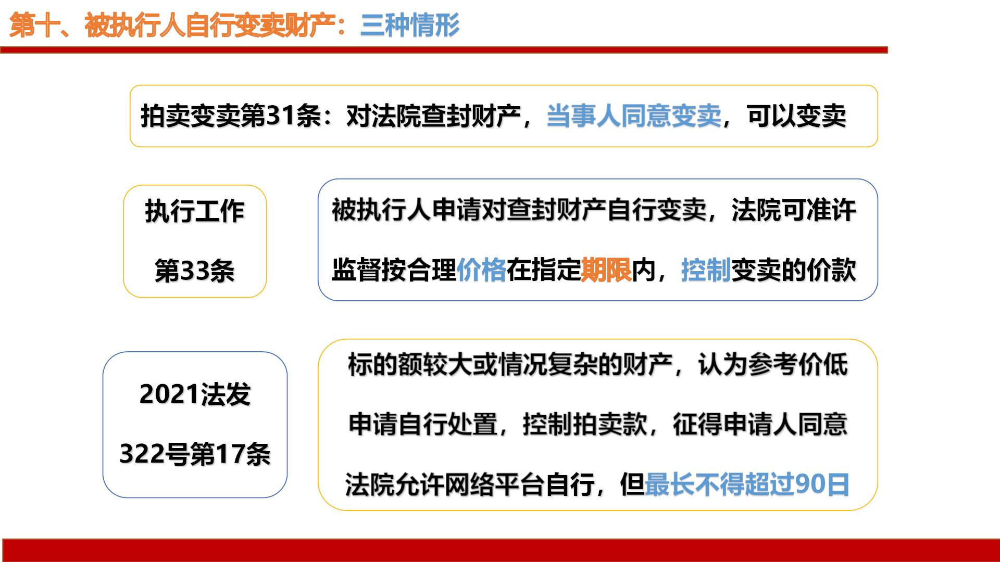 第十、被执行人自行变卖财产：三种情形
拍卖变卖第31条：对法院查封财产，当事人同意变卖，可以变卖
执行工作
第33条
被执行人申请对查封财产自行变卖，法院可准许
监督按合理价格在指定期限内，控制变卖的价款
2021法发
322号第17条
标的额较大或情况复杂的财产，认为参考价低
申请自行处置，控制拍卖款，征得申请人同意
法院允许网络平台自行，但最长不得超过90日